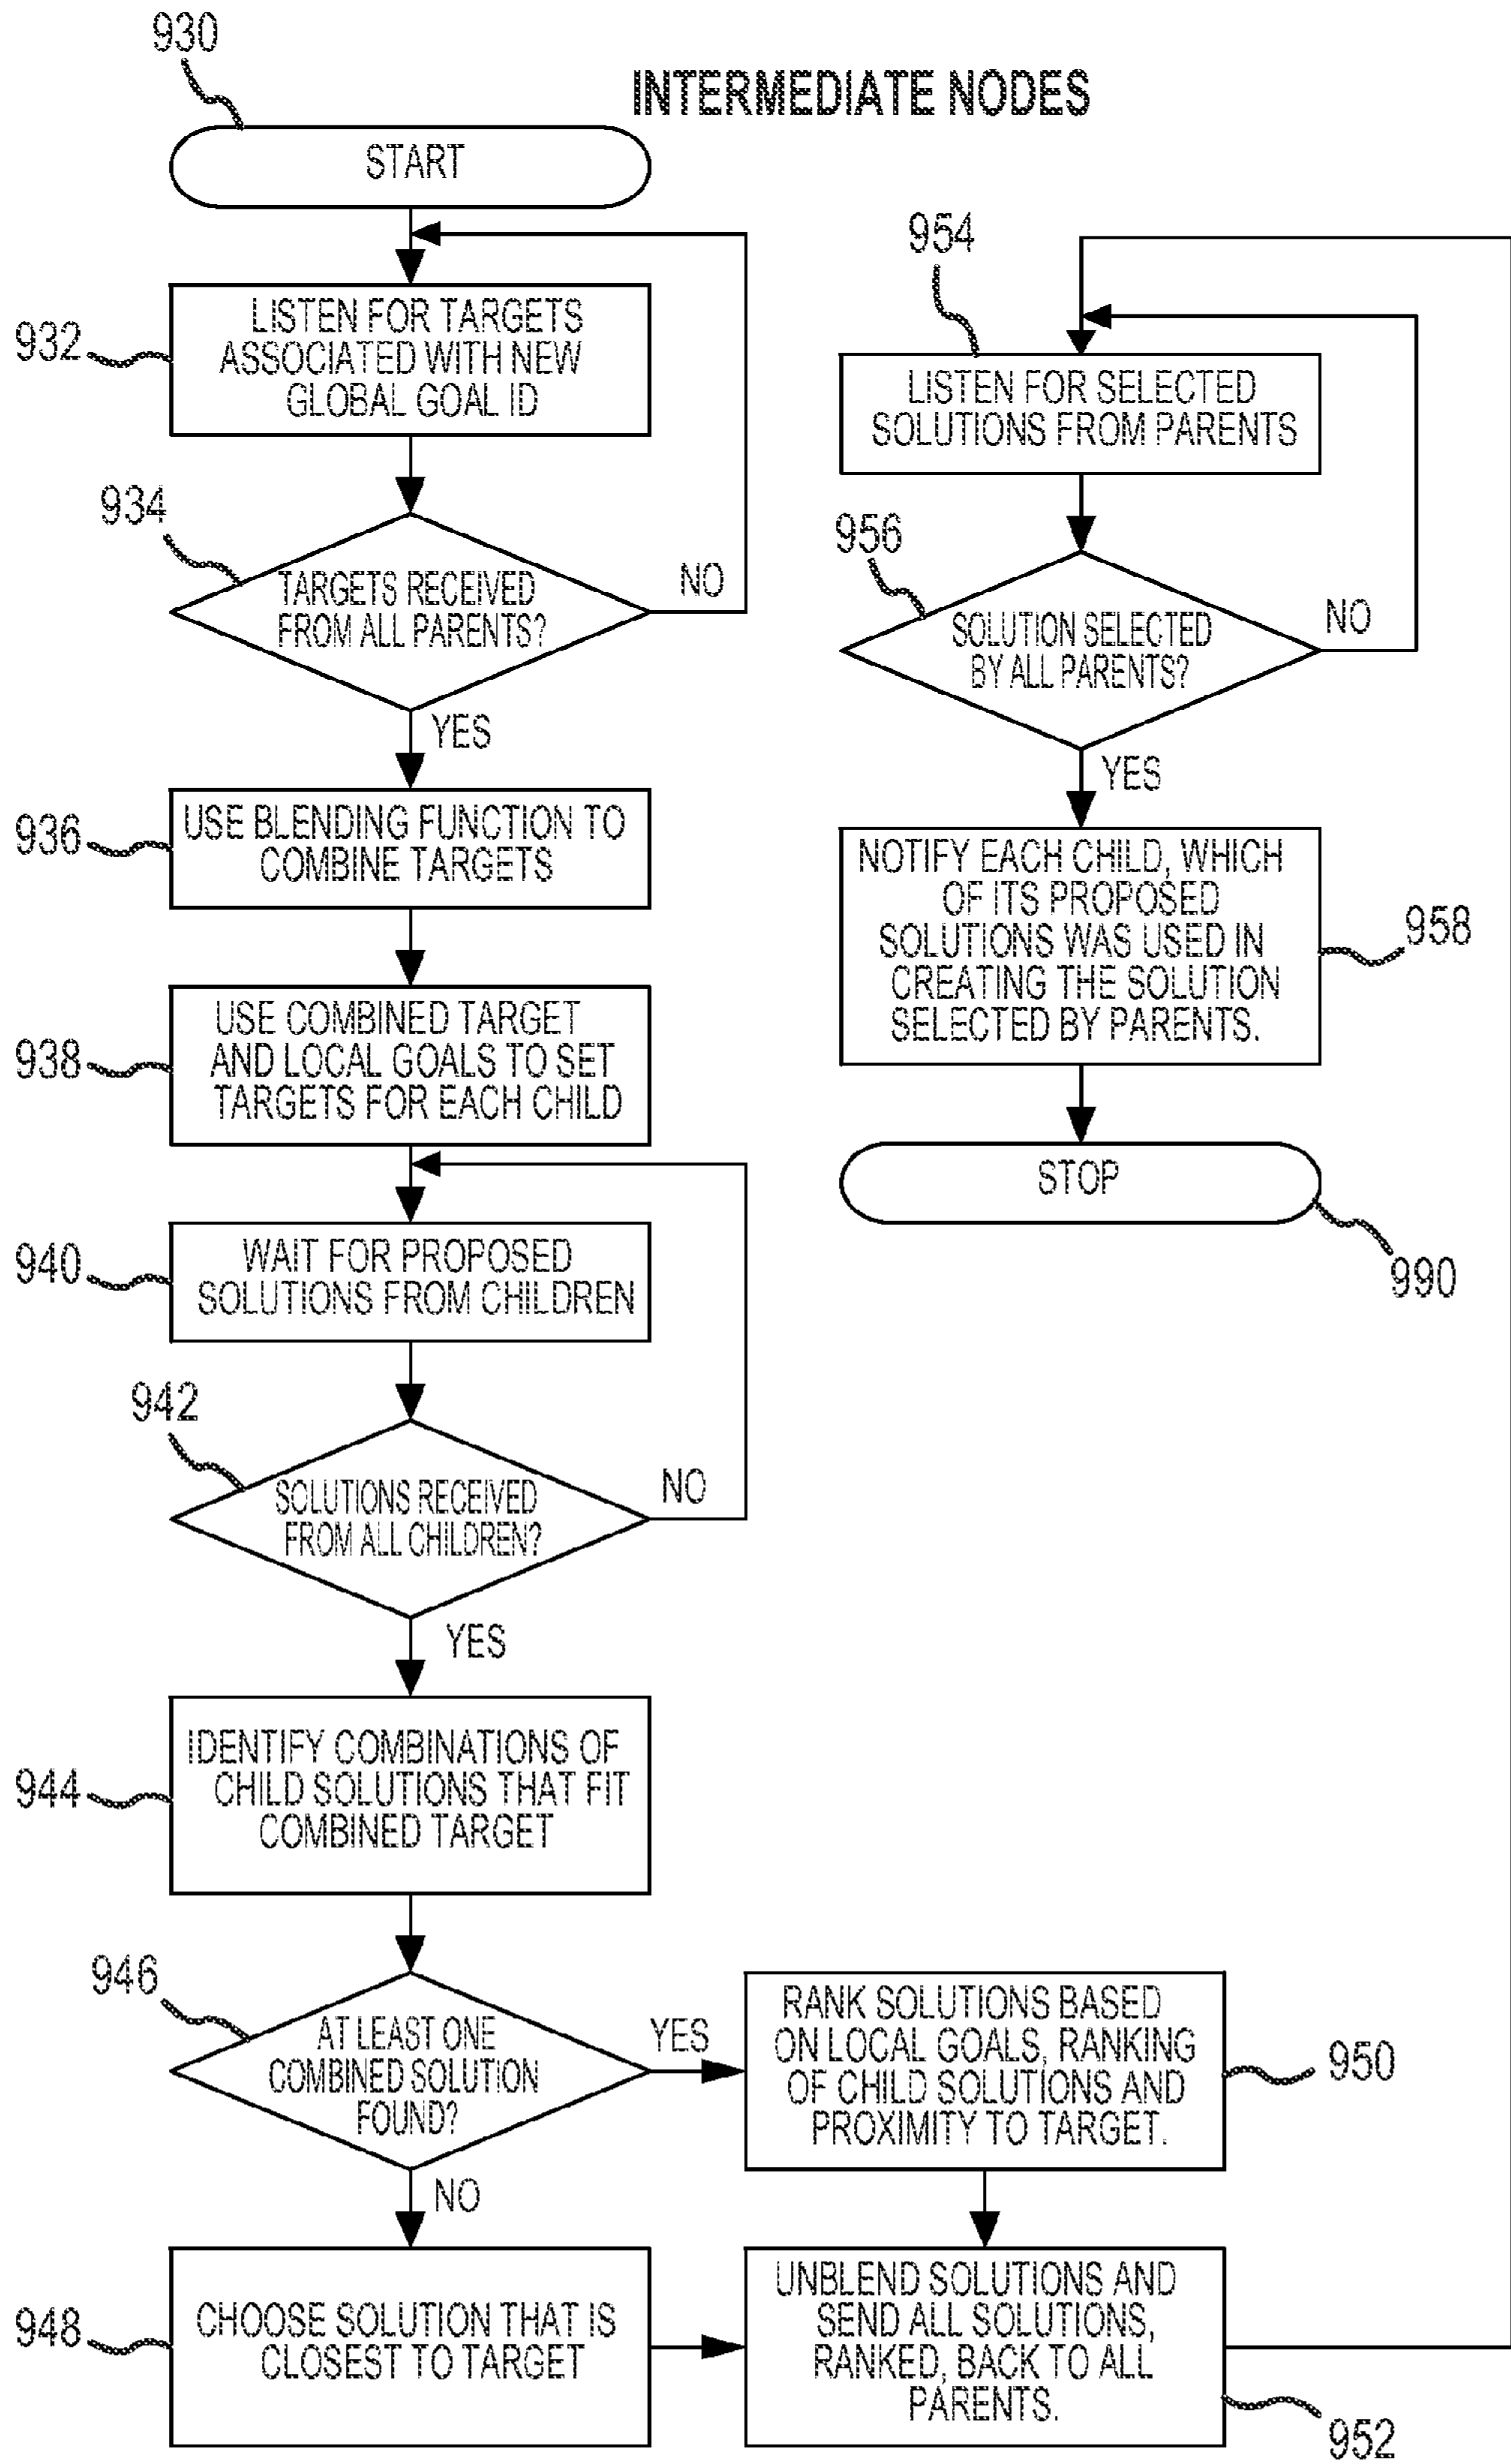 930
INTERMEDIATE NODES
START
932
LISTEN FOR TARGETS
ASSOCIATED WITH NEW
GLOBAL GOAL ID
934
TARGETS RECEIVED
FROM ALL PARENTS?
NO
YES
936
USE BLENDING FUNCTION TO
COMBINE TARGETS
938
USE COMBINED TARGET
AND LOCAL GOALS TO SET
TARGETS FOR EACH CHILD
940
WAIT FOR PROPOSED
SOLUTIONS FROM CHILDREN
942
SOLUTIONS RECEIVED
FROM ALL CHILDREN?
NO
YES
944
IDENTIFY COMBINATIONS OF
CHILD SOLUTIONS THAT FIT
COMBINED TARGET
946
AT LEAST ONE
COMBINED SOLUTION
FOUND?
YES
NO
948
CHOOSE SOLUTION THAT IS
CLOSEST TO TARGET
RANK SOLUTIONS BASED
ON LOCAL GOALS, RANKING
OF CHILD SOLUTIONS AND
PROXIMITY TO TARGET.
950
UNBLEND SOLUTIONS AND
SEND ALL SOLUTIONS,
RANKED, BACK TO ALL
PARENTS.
952
954
LISTEN FOR SELECTED
SOLUTIONS FROM PARENTS
956
SOLUTION SELECTED
BY ALL PARENTS?
NO
YES
NOTIFY EACH CHILD, WHICH
OF ITS PROPOSED
SOLUTIONS WAS USED IN
CREATING THE SOLUTION
SELECTED BY PARENTS.
958
STOP
990